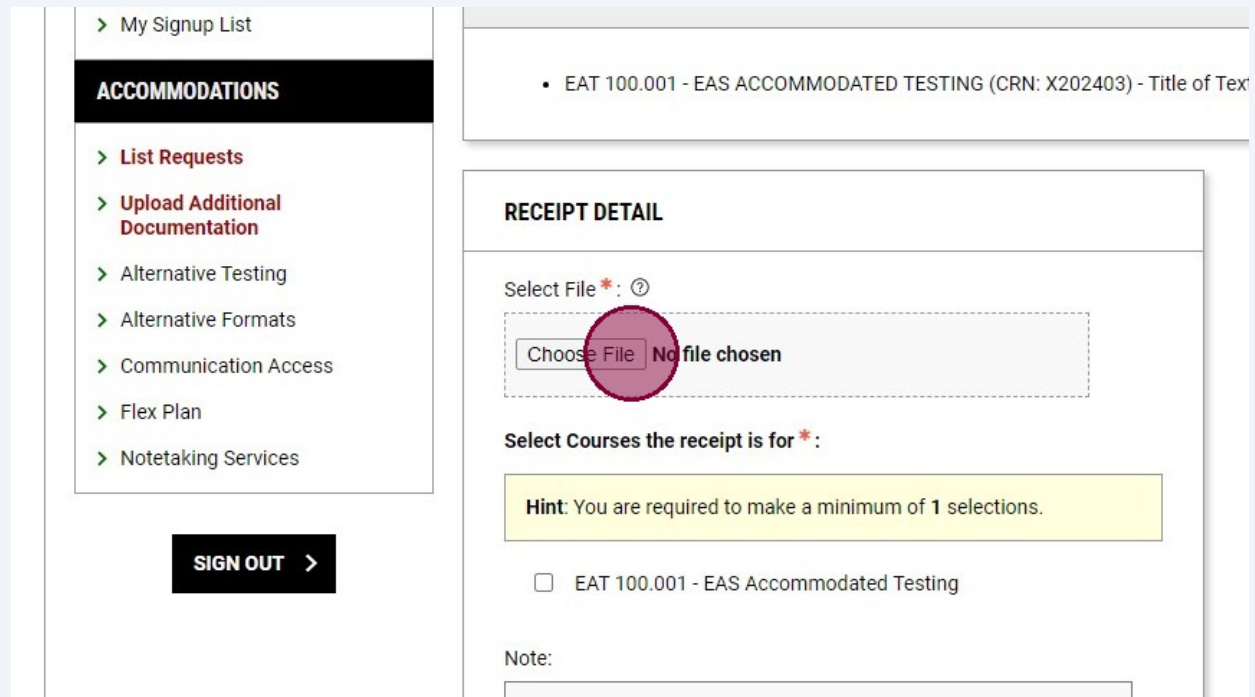 My Signup List
ACCOMMODATIONS
List Requests
Upload Additional
Documentation
Alternative Testing
Alternative Formats
Communication Access
Flex Plan
Notetaking Services
SIGN OUT
• EAT 100.001 - EAS ACCOMMODATED TESTING (CRN: X202403) - Title of Text
RECEIPT DETAIL
Select File * :
Choose File No file chosen
Select Courses the receipt is for * :
Hint: You are required to make a minimum of 1 selections.
EAT 100.001 - EAS Accommodated Testing
Note: